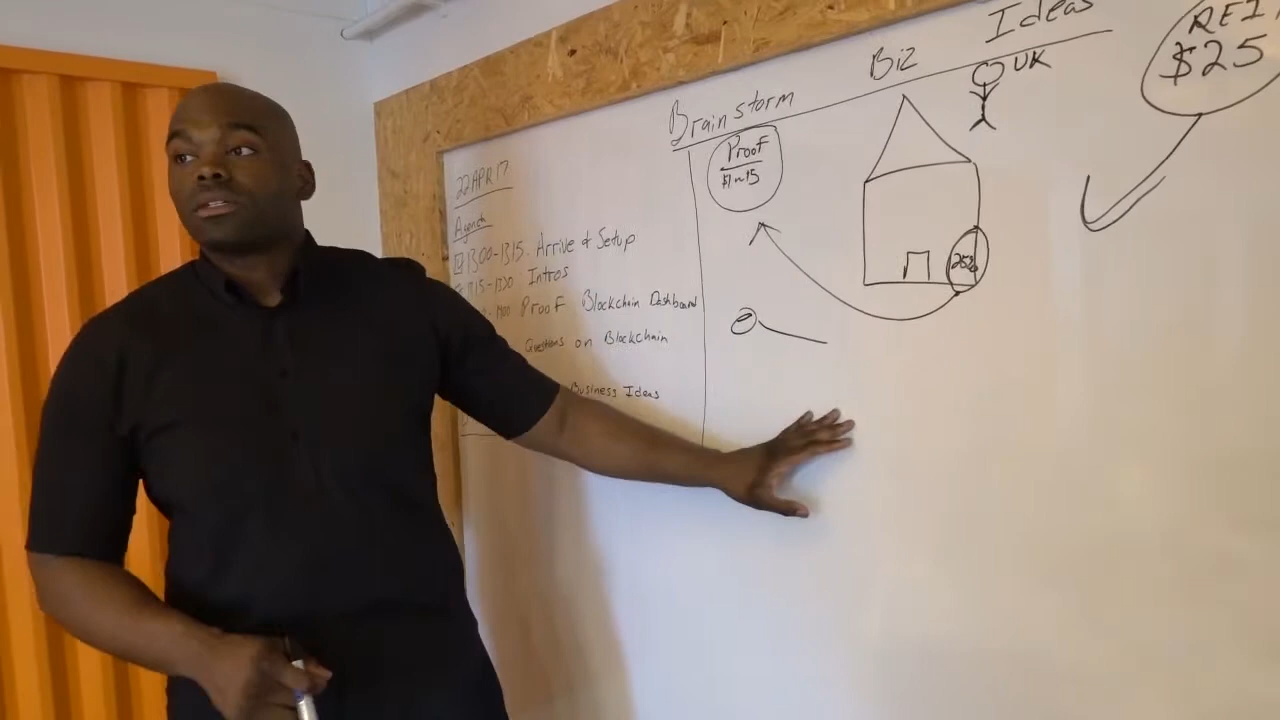 22APR17
Agenda
1300-1315. Arrive & Setup
1315-1330 Intros
1400 Proof Blockchain Dashboard
Questions on Blockchain
Business Ideas
Brainstorm Biz Ideas
Proof
UK
25%
$25